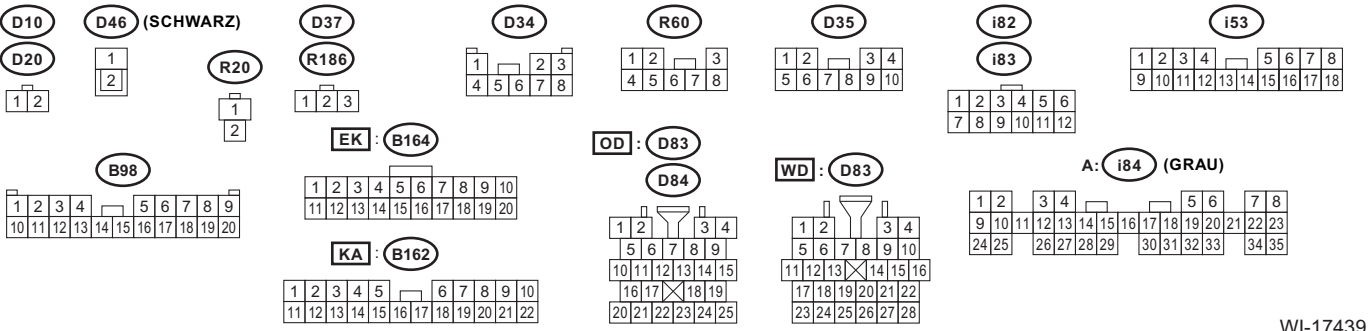 D10
D20
1 2
D46 (SCHWARZ)
1
2
R20
1
2
D37
R186
1 2 3
D34
1 2 3
4 5 6 7 8
R60
1 2 3
4 5 6 7 8
D35
1 2 3 4
5 6 7 8 9 10
i82
i83
1 2 3 4 5 6
7 8 9 10 11 12
i53
1 2 3 4 5 6 7 8
9 10 11 12 13 14 15 16 17 18
B98
1 2 3 4 5 6 7 8 9
10 11 12 13 14 15 16 17 18 19 20
EK : B164
1 2 3 4 5 6 7 8 9 10
11 12 13 14 15 16 17 18 19 20
KA : B162
1 2 3 4 5 6 7 8 9 10
11 12 13 14 15 16 17 18 19 20 21 22
OD : D83
D84
1 2 3 4
5 6 7 8 9
10 11 12 13 14 15
16 17 18 19
20 21 22 23 24 25
WD : D83
1 2 3 4
5 6 7 8 9 10
11 12 13 14 15 16
17 18 19 20 21 22
23 24 25 26 27 28
A: i84 (GRAU)
1 2 3 4 5 6 7 8
9 10 11 12 13 14 15 16 17 18 19 20 21 22 23
24 25 26 27 28 29 30 31 32 33 34 35
WI-17439